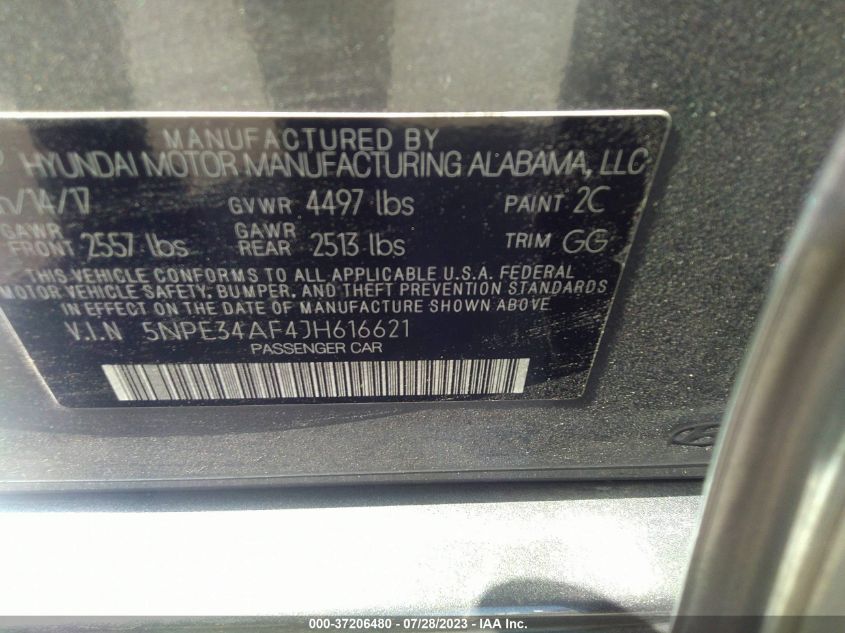 MANUFACTURED BY
HYUNDAI MOTOR MANUFACTURING ALABAMA, LLC
/14/17 GVWR 4497 lbs PAINT 2C
GAWR FRONT 2557 lbs GAWR REAR 2513 lbs TRIM GG
THIS VEHICLE CONFORMS TO ALL APPLICABLE U.S.A. FEDERAL
MOTOR VEHICLE SAFETY, BUMPER, AND THEFT PREVENTION STANDARDS
IN EFFECT ON THE DATE OF MANUFACTURE SHOWN ABOVE.
V.I.N 5NPE34AF4JH616621
PASSENGER CAR
000-37206480 - 07/28/2023 - IAA Inc.